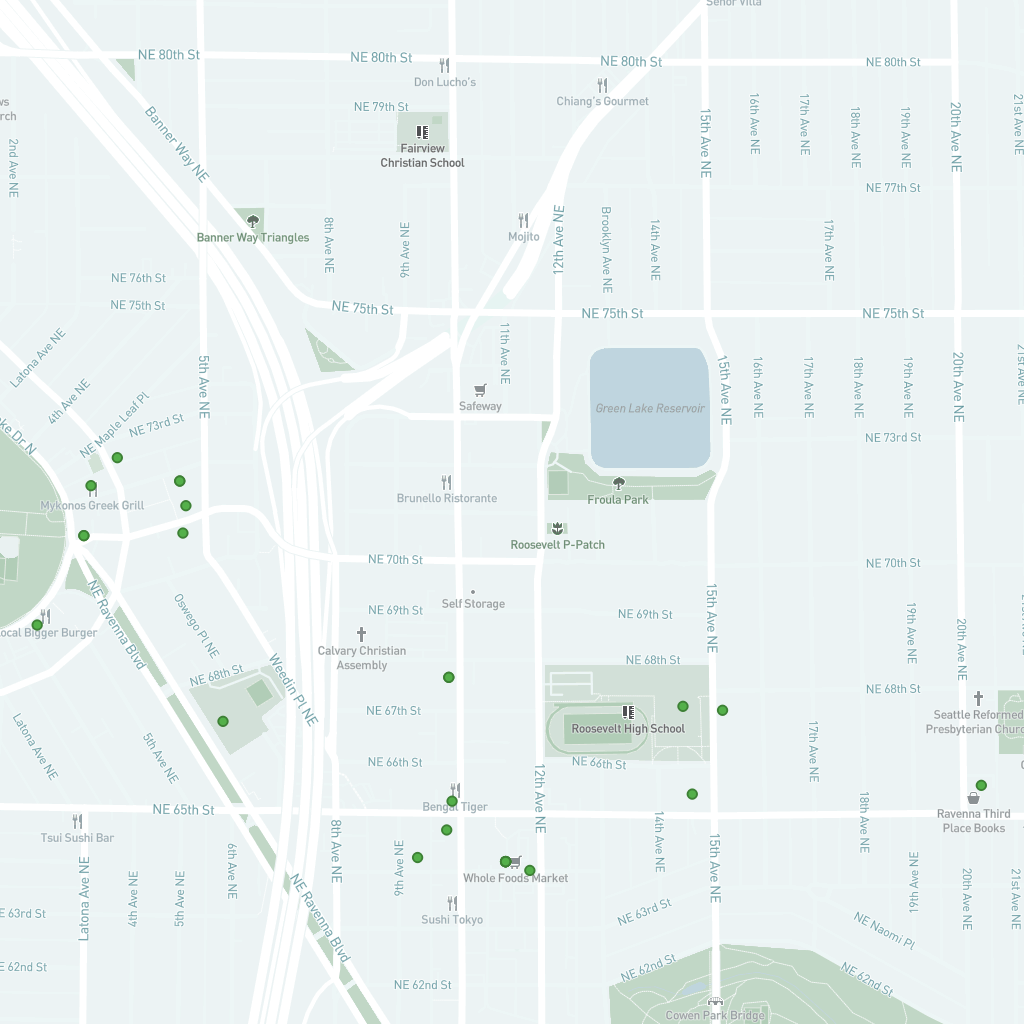 Señor Villa
NE 80th St
NE 80th St
NE 80th St
NE 80th St
Don Lucho's
Chiang's Gourmet
NE 79th St
Banner Way NE
Fairview
Christian School
15th Ave NE
16th Ave NE
17th Ave NE
18th Ave NE
19th Ave NE
20th Ave NE
21st Ave NE
2nd Ave NE
NE 77th St
Banner Way Triangles
8th Ave NE
9th Ave NE
Mojito
12th Ave NE
Brooklyn Ave NE
14th Ave NE
17th Ave NE
NE 76th St
NE 75th St
NE 75th St
NE 75th St
NE 75th St
Latona Ave NE
4th Ave NE
5th Ave NE
11th Ave NE
Safeway
Green Lake Reservoir
15th Ave NE
16th Ave NE
17th Ave NE
18th Ave NE
19th Ave NE
20th Ave NE
NE Maple Leaf Pl
NE 73rd St
NE 73rd St
Mykonos Greek Grill
Brunello Ristorante
Froula Park
Roosevelt P-Patch
NE 70th St
NE 70th St
NE Ravenna Blvd
Oswego Pl NE
Self Storage
NE 69th St
NE 69th St
15th Ave NE
19th Ave NE
20th Ave NE
Bigger Burger
Calvary Christian
Assembly
NE 68th St
NE 68th St
NE 68th St
Weedin Pl NE
NE 67th St
Roosevelt High School
Seattle Reformed
Presbyterian Church
Latona Ave NE
5th Ave NE
NE 66th St
NE 66th St
17th Ave NE
12th Ave NE
NE 65th St
Bengal Tiger
Ravenna Third
Place Books
Tsui Sushi Bar
6th Ave NE
8th Ave NE
9th Ave NE
14th Ave NE
15th Ave NE
18th Ave NE
19th Ave NE
20th Ave NE
21st Ave NE
Latona Ave NE
4th Ave NE
5th Ave NE
Whole Foods Market
NE Ravenna Blvd
Sushi Tokyo
NE 63rd St
NE 63rd St
NE Naomi Pl
NE 62nd St
NE 62nd St
NE 62nd St
NE 62nd St
Cowen Park Bridge